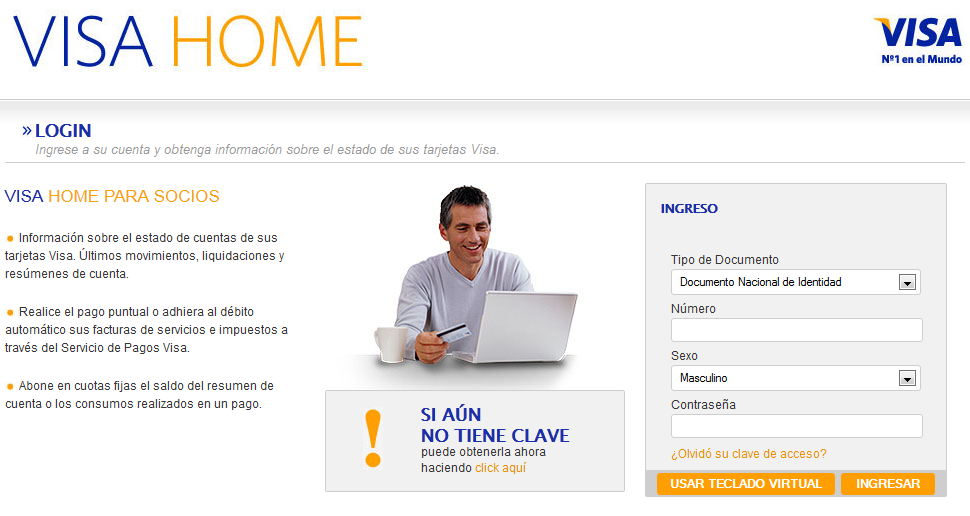 VISA HOME
VISA
Nº1 en el Mundo
» LOGIN
Ingrese a su cuenta y obtenga información sobre el estado de sus tarjetas Visa.
VISA HOME PARA SOCIOS
Información sobre el estado de cuentas de sus
tarjetas Visa. Últimos movimientos, liquidaciones y
resúmenes de cuenta.
Realice el pago puntual o adhiera al débito
automático sus facturas de servicios e impuestos a
través del Servicio de Pagos Visa.
Abone en cuotas fijas el saldo del resumen de
cuenta o los consumos realizados en un pago.
!
SI AÚN
NO TIENE CLAVE
puede obtenerla ahora
haciendo click aquí
INGRESO
Tipo de Documento
Documento Nacional de Identidad
Número
Sexo
Masculino
Contraseña
¿Olvidó su clave de acceso?
USAR TECLADO VIRTUAL
INGRESAR